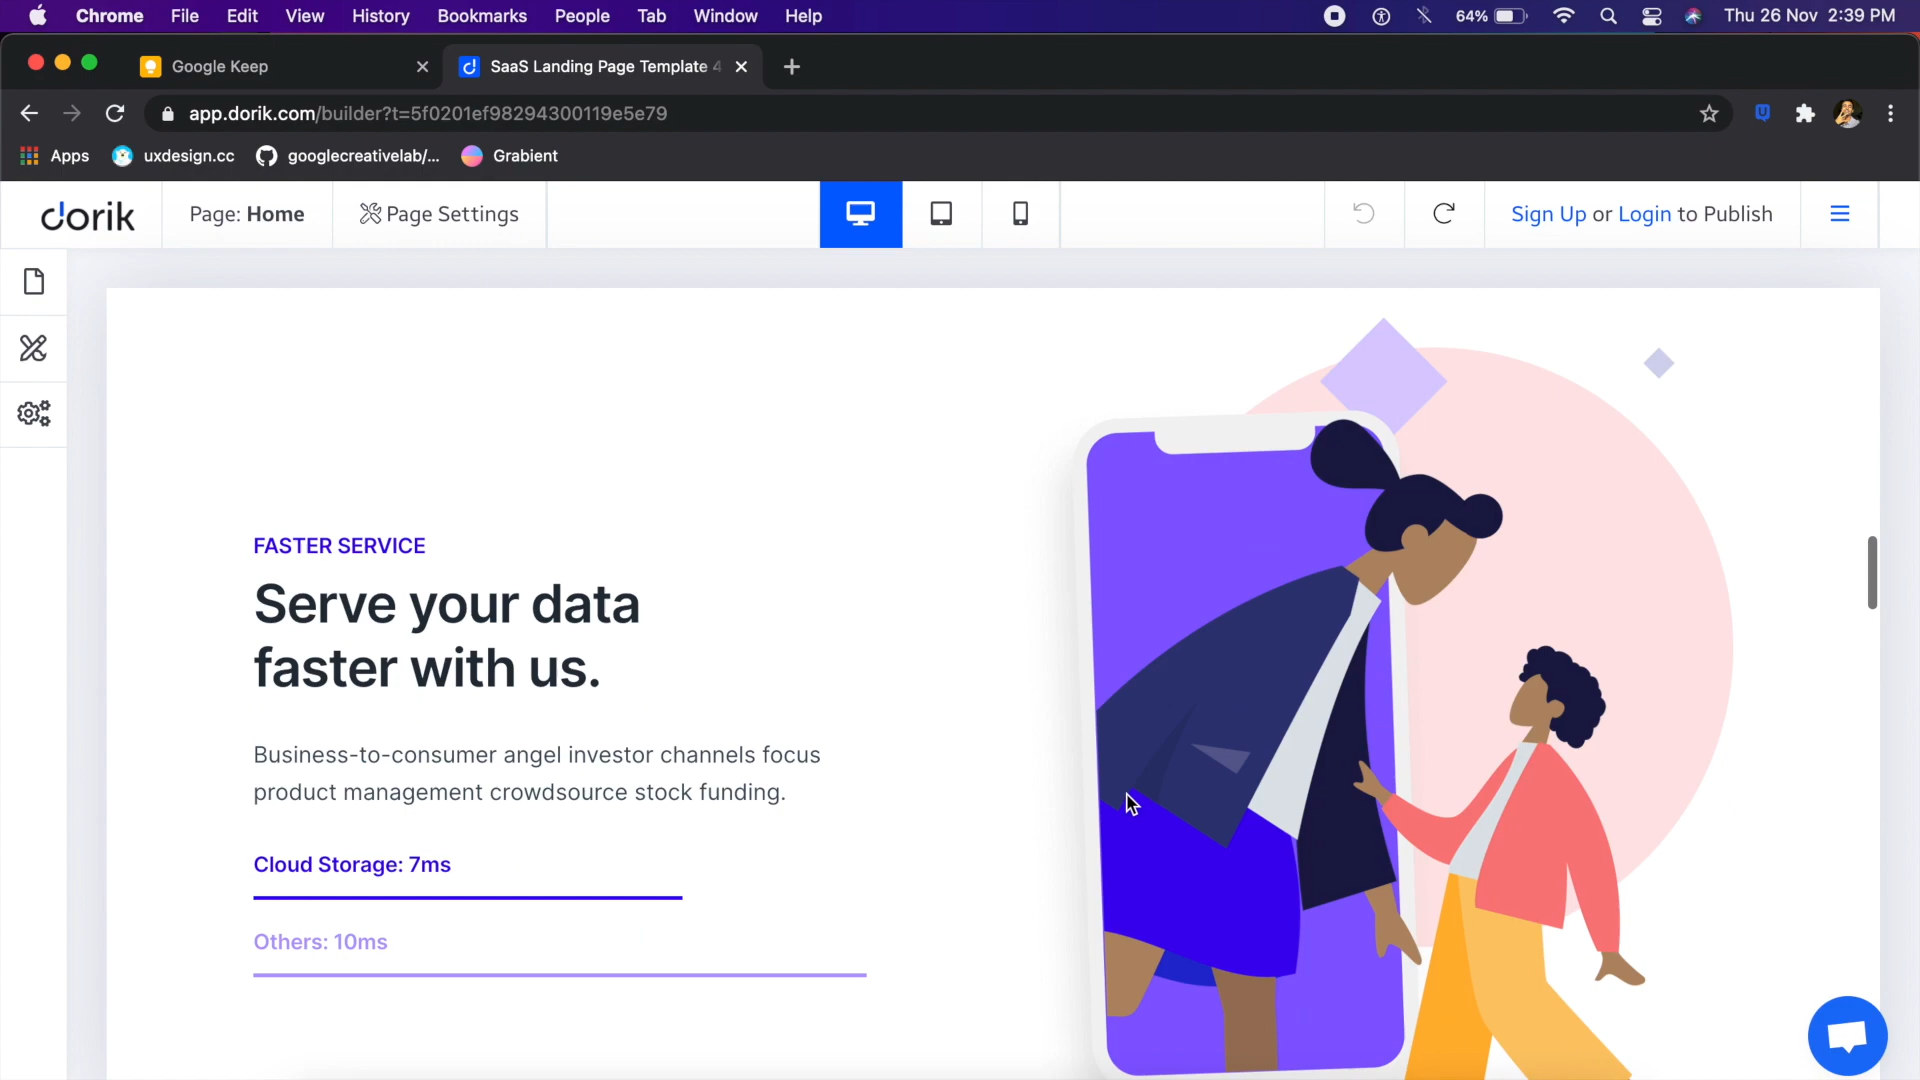 Chrome File Edit View History Bookmarks People Tab Window Help 64% Thu 26 Nov 2:39 PM
Google Keep SaaS Landing Page Template 4
app.dorik.com/builder?t=5f0201ef98294300119e5e79
Apps uxdesign.cc googlecreativelab/... Grabient
dorik Page: Home Page Settings Sign Up or Login to Publish
FASTER SERVICE
Serve your data
faster with us.
Business-to-consumer angel investor channels focus
product management crowdsource stock funding.
Cloud Storage: 7ms
Others: 10ms